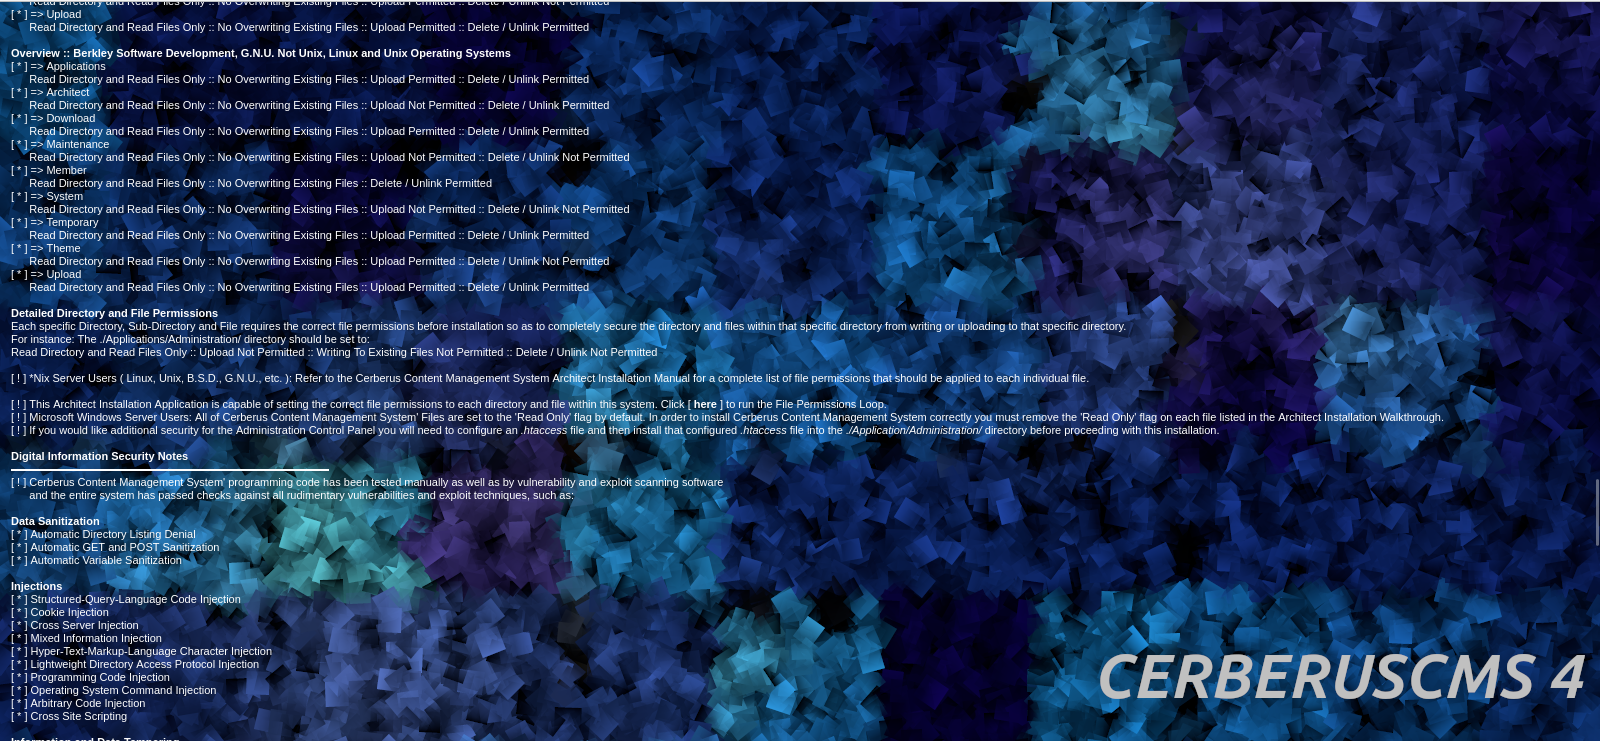 Read Directory and Read Files Only :: No Overwriting Existing Files :: Upload Permitted :: Delete / Unlink Not Permitted
[ * ] => Upload
Read Directory and Read Files Only :: No Overwriting Existing Files :: Upload Permitted :: Delete / Unlink Permitted
Overview :: Berkley Software Development, G.N.U. Not Unix, Linux and Unix Operating Systems
[ * ] => Applications
Read Directory and Read Files Only :: No Overwriting Existing Files :: Upload Permitted :: Delete / Unlink Permitted
[ * ] => Architect
Read Directory and Read Files Only :: No Overwriting Existing Files :: Upload Not Permitted :: Delete / Unlink Permitted
[ * ] => Download
Read Directory and Read Files Only :: No Overwriting Existing Files :: Upload Permitted :: Delete / Unlink Permitted
[ * ] => Maintenance
Read Directory and Read Files Only :: No Overwriting Existing Files :: Upload Not Permitted :: Delete / Unlink Not Permitted
[ * ] => Member
Read Directory and Read Files Only :: No Overwriting Existing Files :: Delete / Unlink Permitted
[ * ] => System
Read Directory and Read Files Only :: No Overwriting Existing Files :: Upload Not Permitted :: Delete / Unlink Not Permitted
[ * ] => Temporary
Read Directory and Read Files Only :: No Overwriting Existing Files :: Upload Permitted :: Delete / Unlink Permitted
[ * ] => Theme
Read Directory and Read Files Only :: No Overwriting Existing Files :: Upload Permitted :: Delete / Unlink Not Permitted
[ * ] => Upload
Read Directory and Read Files Only :: No Overwriting Existing Files :: Upload Permitted :: Delete / Unlink Permitted
Detailed Directory and File Permissions
Each specific Directory, Sub-Directory and File requires the correct file permissions before installation so as to completely secure the directory and files within that specific directory from writing or uploading to that specific directory.
For instance: The ./Applications/Administration/ directory should be set to:
Read Directory and Read Files Only :: Upload Not Permitted :: Writing To Existing Files Not Permitted :: Delete / Unlink Not Permitted
[ ! ] *Nix Server Users ( Linux, Unix, B.S.D., G.N.U., etc. ): Refer to the Cerberus Content Management System Architect Installation Manual for a complete list of file permissions that should be applied to each individual file.
[ ! ] This Architect Installation Application is capable of setting the correct file permissions to each directory and file within this system. Click [ here ] to run the File Permissions Loop.
[ ! ] Microsoft Windows Server Users: All of Cerberus Content Management System' Files are set to the 'Read Only' flag by default. In order to install Cerberus Content Management System correctly you must remove the 'Read Only' flag on each file listed in the Architect Installation Walkthrough.
[ ! ] If you would like additional security for the Administration Control Panel you will need to configure an .htaccess file and then install that configured .htaccess file into the ./Application/Administration/ directory before proceeding with this installation.
Digital Information Security Notes
[ ! ] Cerberus Content Management System' programming code has been tested manually as well as by vulnerability and exploit scanning software
and the entire system has passed checks against all rudimentary vulnerabilities and exploit techniques, such as:
Data Sanitization
[ * ] Automatic Directory Listing Denial
[ * ] Automatic GET and POST Sanitization
[ * ] Automatic Variable Sanitization
Injections
[ * ] Structured-Query-Language Code Injection
[ * ] Cookie Injection
[ * ] Cross Server Injection
[ * ] Mixed Information Injection
[ * ] Hyper-Text-Markup-Language Character Injection
[ * ] Lightweight Directory Access Protocol Injection
[ * ] Programming Code Injection
[ * ] Operating System Command Injection
[ * ] Arbitrary Code Injection
[ * ] Cross Site Scripting
Information and Data Tampering
CERBERUSCMS 4